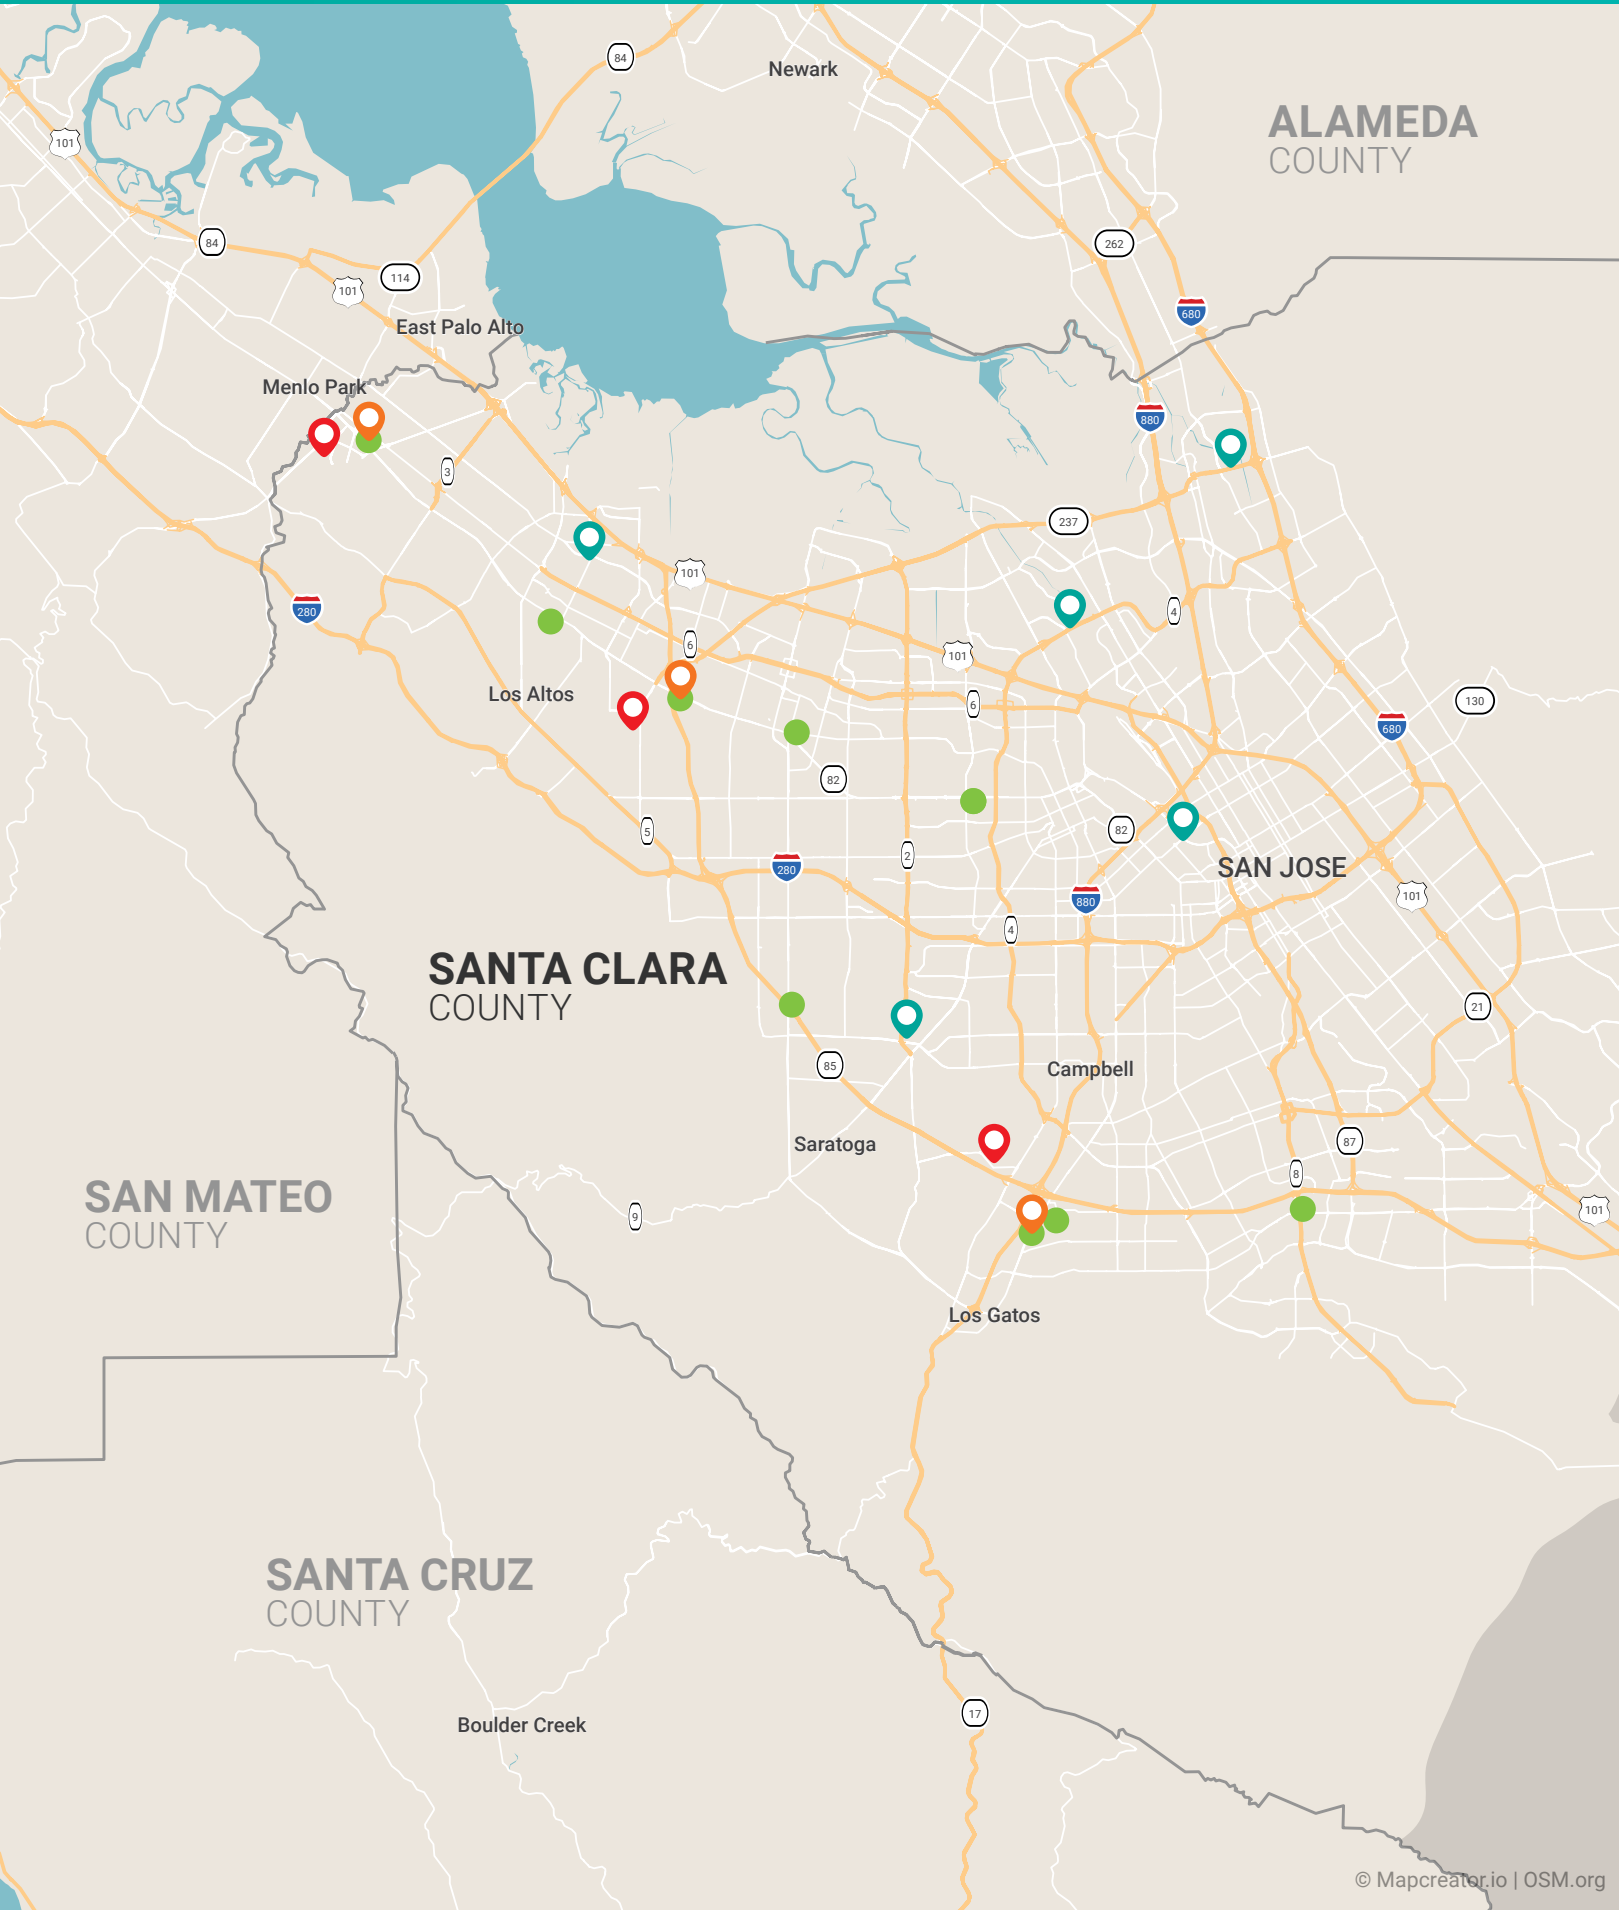 84
Newark
ALAMEDA
COUNTY
101
84
262
114
101
680
East Palo Alto
Menlo Park
880
3
237
101
280
4
6
101
Los Altos
6
130
680
82
5
82
2
280
SAN JOSE
880
101
4
SANTA CLARA
COUNTY
21
85
Campbell
Saratoga
87
8
SAN MATEO
COUNTY
9
101
Los Gatos
SANTA CRUZ
COUNTY
17
Boulder Creek
© Mapcreator.io | OSM.org